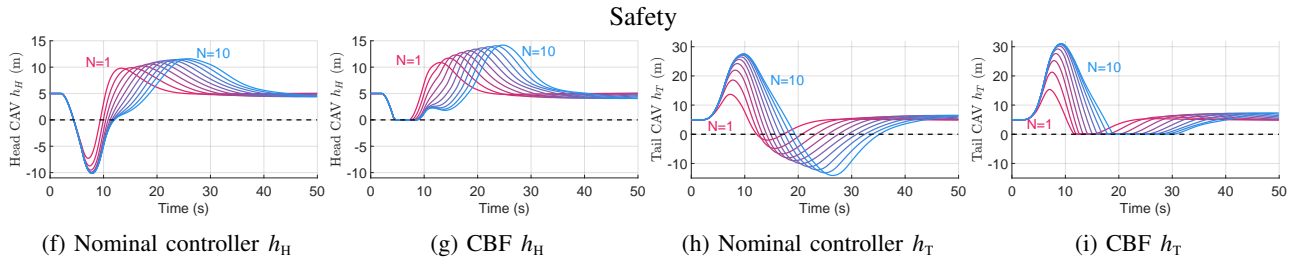 Safety
15
10
5
0
-5
-10
Head CAV h_H (m)
N=1
N=10
0 10 20 30 40 50
Time (s)
(f) Nominal controller h_H
15
10
5
0
-5
-10
Head CAV h_H (m)
N=1
N=10
0 10 20 30 40 50
Time (s)
(g) CBF h_H
30
20
10
0
-10
Tail CAV h_T (m)
N=1
N=10
0 10 20 30 40 50
Time (s)
(h) Nominal controller h_T
30
20
10
0
-10
Tail CAV h_T (m)
N=1
N=10
0 10 20 30 40 50
Time (s)
(i) CBF h_T